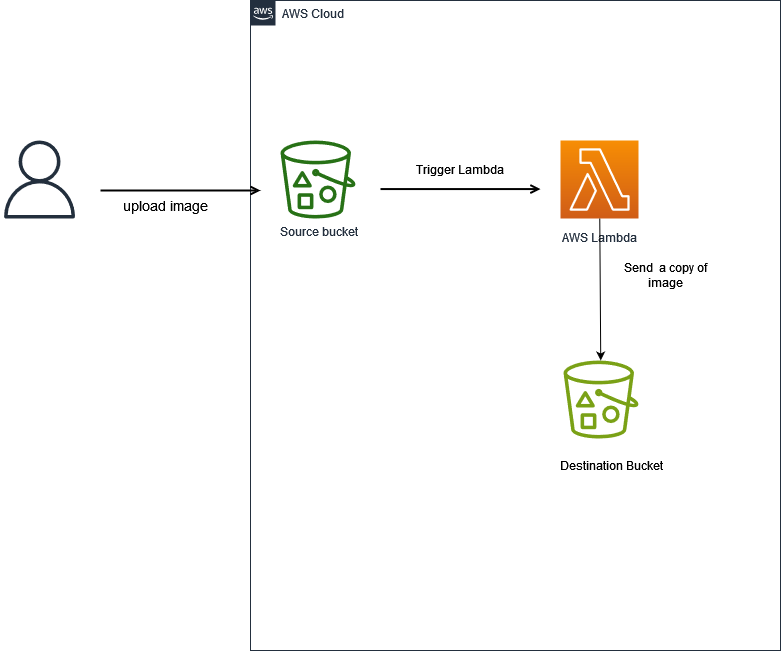 aws
AWS Cloud
upload image
Source bucket
Trigger Lambda
AWS Lambda
Send a copy of
image
Destination Bucket